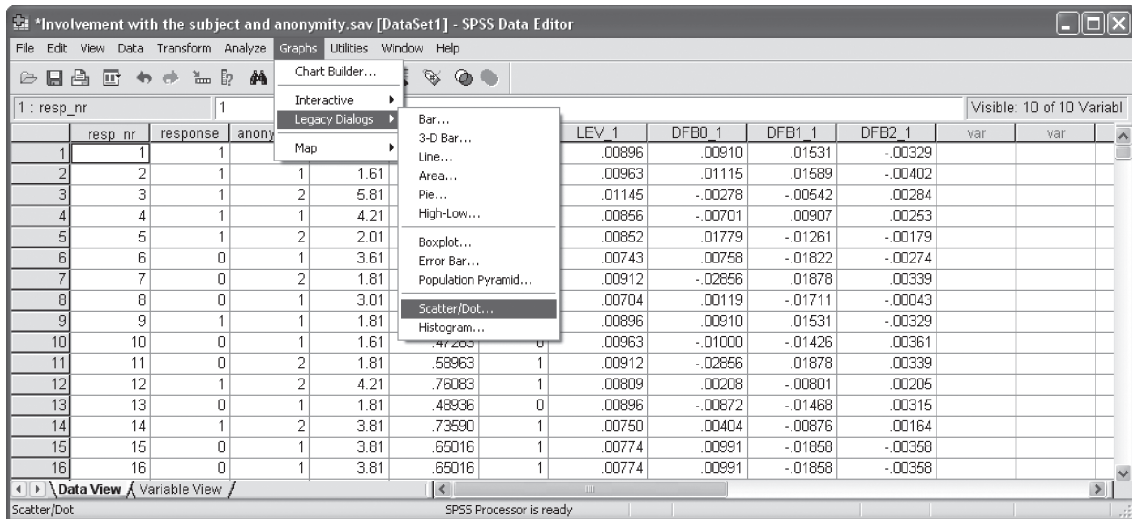 *Involvement with the subject and anonymity.sav [DataSet1] - SPSS Data Editor
File Edit View Data Transform Analyze Graphs Utilities Window Help
Chart Builder...
Interactive
Legacy Dialogs
Map
Bar...
3-D Bar...
Line...
Area...
Pie...
High-Low...
Boxplot...
Error Bar...
Population Pyramid...
Scatter/Dot...
Histogram...
1 : resp_nr 1 Visible: 10 of 10 Variabl
resp_nr response anony LEV_1 DFB0_1 DFB1_1 DFB2_1 var var
1 1 1 .00896 .00910 .01531 -.00329
2 2 1 1 1.61 .00963 .01115 .01589 -.00402
3 3 1 2 5.81 .01145 -.00278 -.00542 .00284
4 4 1 1 4.21 .00856 -.00701 .00907 .00253
5 5 1 2 2.01 .00852 .01779 -.01261 -.00179
6 6 0 1 3.61 .00743 .00758 -.01822 -.00274
7 7 0 2 1.81 .00912 -.02856 .01878 .00339
8 8 0 1 3.01 .00704 .00119 -.01711 -.00043
9 9 1 1 1.81 .00896 .00910 .01531 -.00329
10 10 0 1 1.61 .47263 0 .00963 -.01000 -.01426 .00361
11 11 0 2 1.81 .58963 1 .00912 -.02856 .01878 .00339
12 12 1 2 4.21 .76083 1 .00809 .00208 -.00801 .00205
13 13 0 1 1.81 .48936 0 .00896 -.00872 -.01468 .00315
14 14 1 2 3.81 .73590 1 .00750 .00404 -.00876 .00164
15 15 0 1 3.81 .65016 1 .00774 .00991 -.01858 -.00358
16 16 0 1 3.81 .65016 1 .00774 .00991 -.01858 -.00358
Data View Variable View
Scatter/Dot SPSS Processor is ready